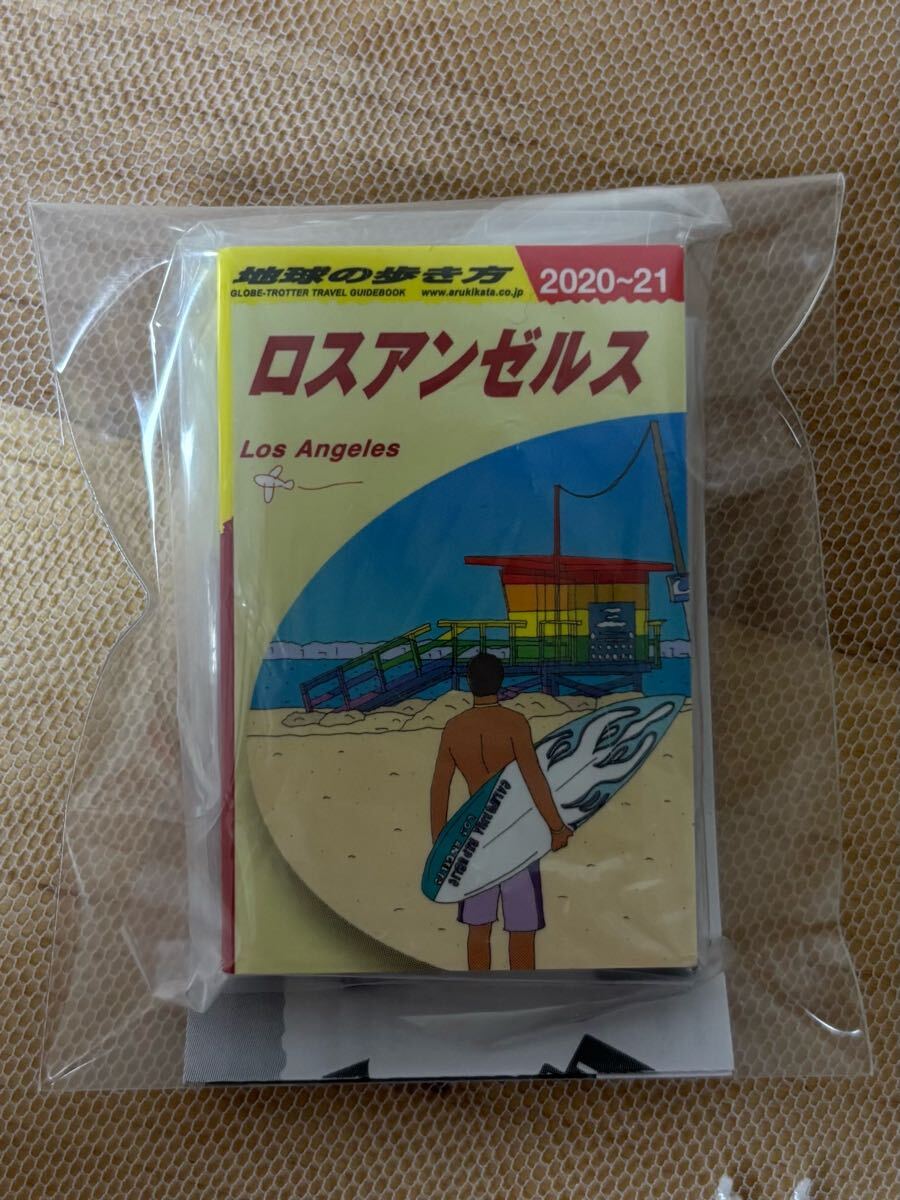 地球の歩き方
2020~21
GLOBE-TROTTER TRAVEL GUIDEBOOK www.arukikata.co.jp
ロスアンゼルス
Los Angeles